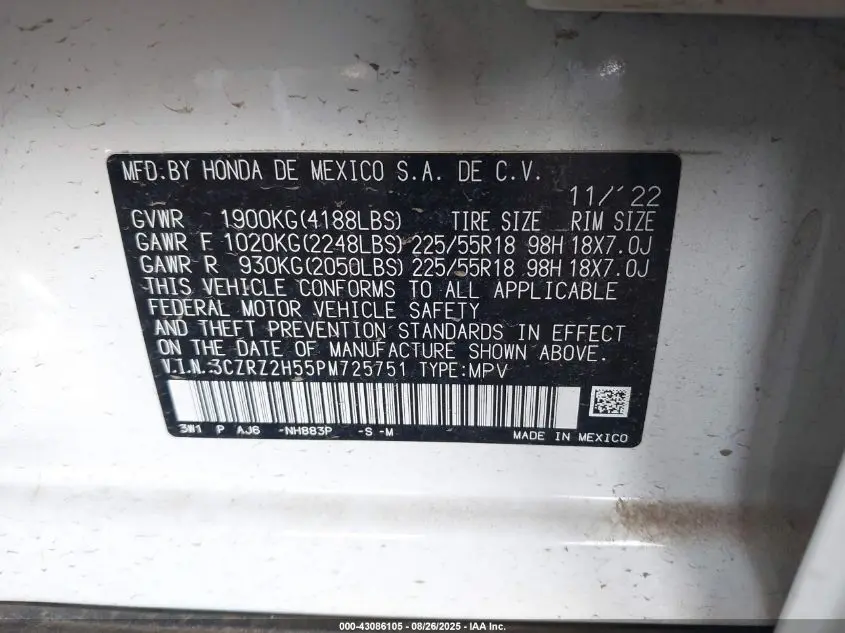 MFD.BY HONDA DE MEXICO S.A. DE C.V.
11/'22
GVWR 1900KG(4188LBS) TIRE SIZE RIM SIZE
GAWR F 1020KG(2248LBS) 225/55R18 98H 18X7.0J
GAWR R 930KG(2050LBS) 225/55R18 98H 18X7.0J
THIS VEHICLE CONFORMS TO ALL APPLICABLE
FEDERAL MOTOR VEHICLE SAFETY
AND THEFT PREVENTION STANDARDS IN EFFECT
ON THE DATE OF MANUFACTURE SHOWN ABOVE.
V.I.N.3CZRZ2H55PM725751 TYPE:MPV
3W1 P AJ6 -NH883P -S -M MADE IN MEXICO
000-43086105 - 08/26/2025 - IAA Inc.